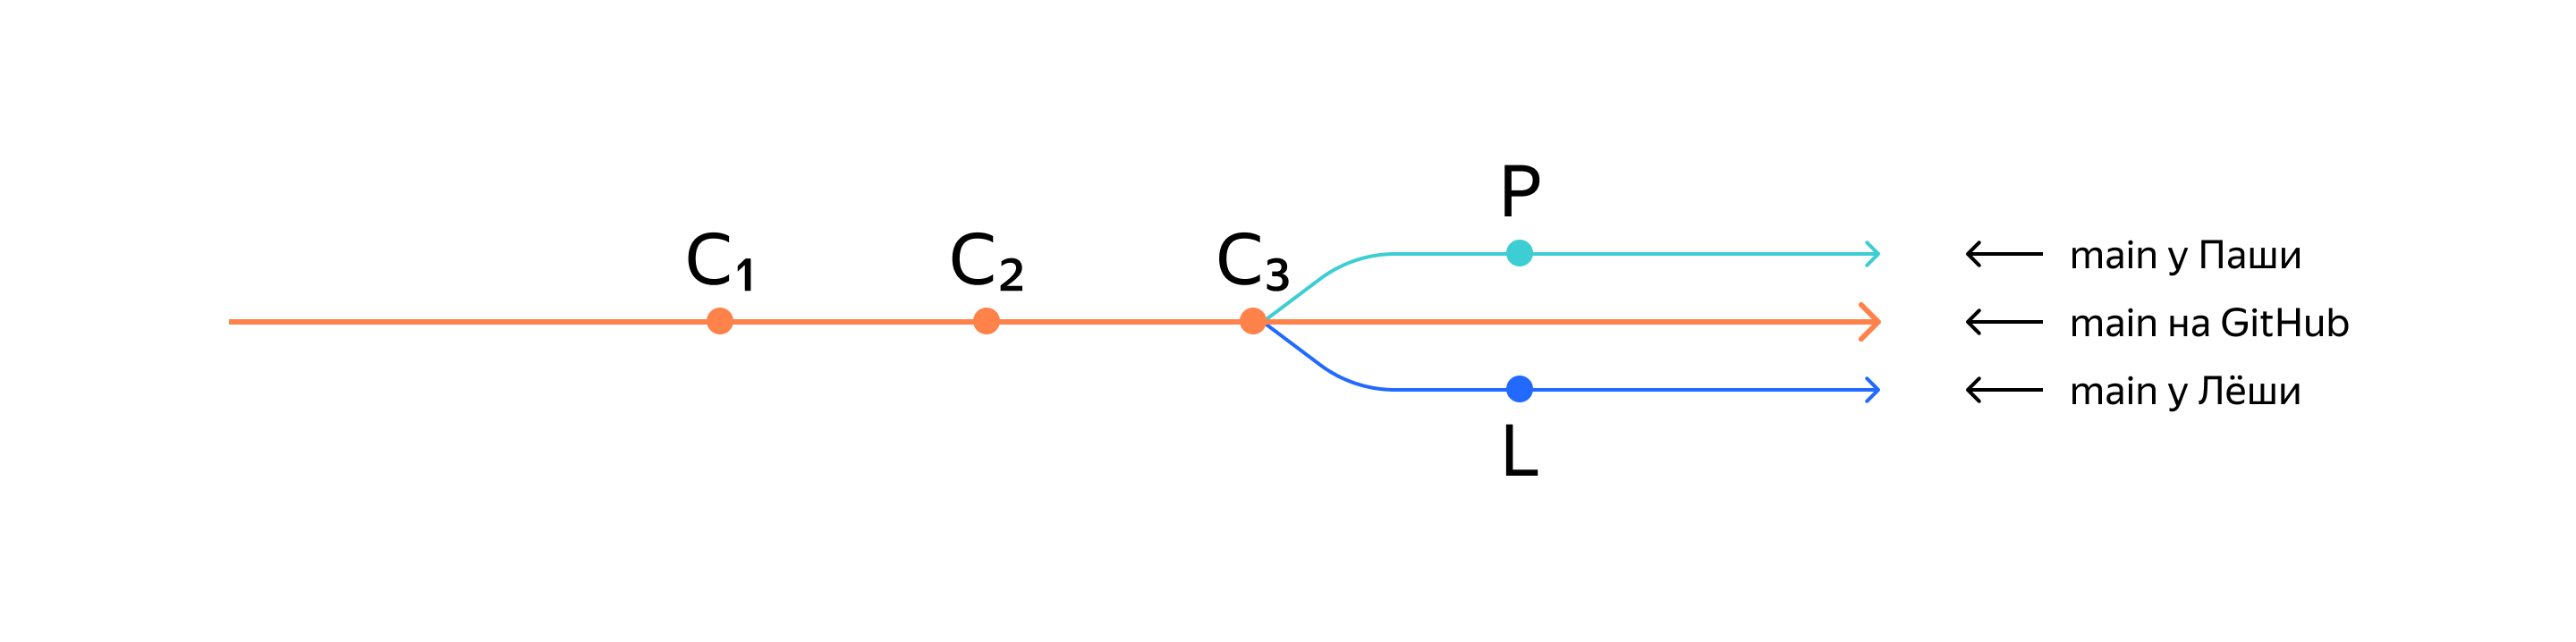 P
C₁ C₂ C₃
main у Паши
main на GitHub
main у Лёши
L